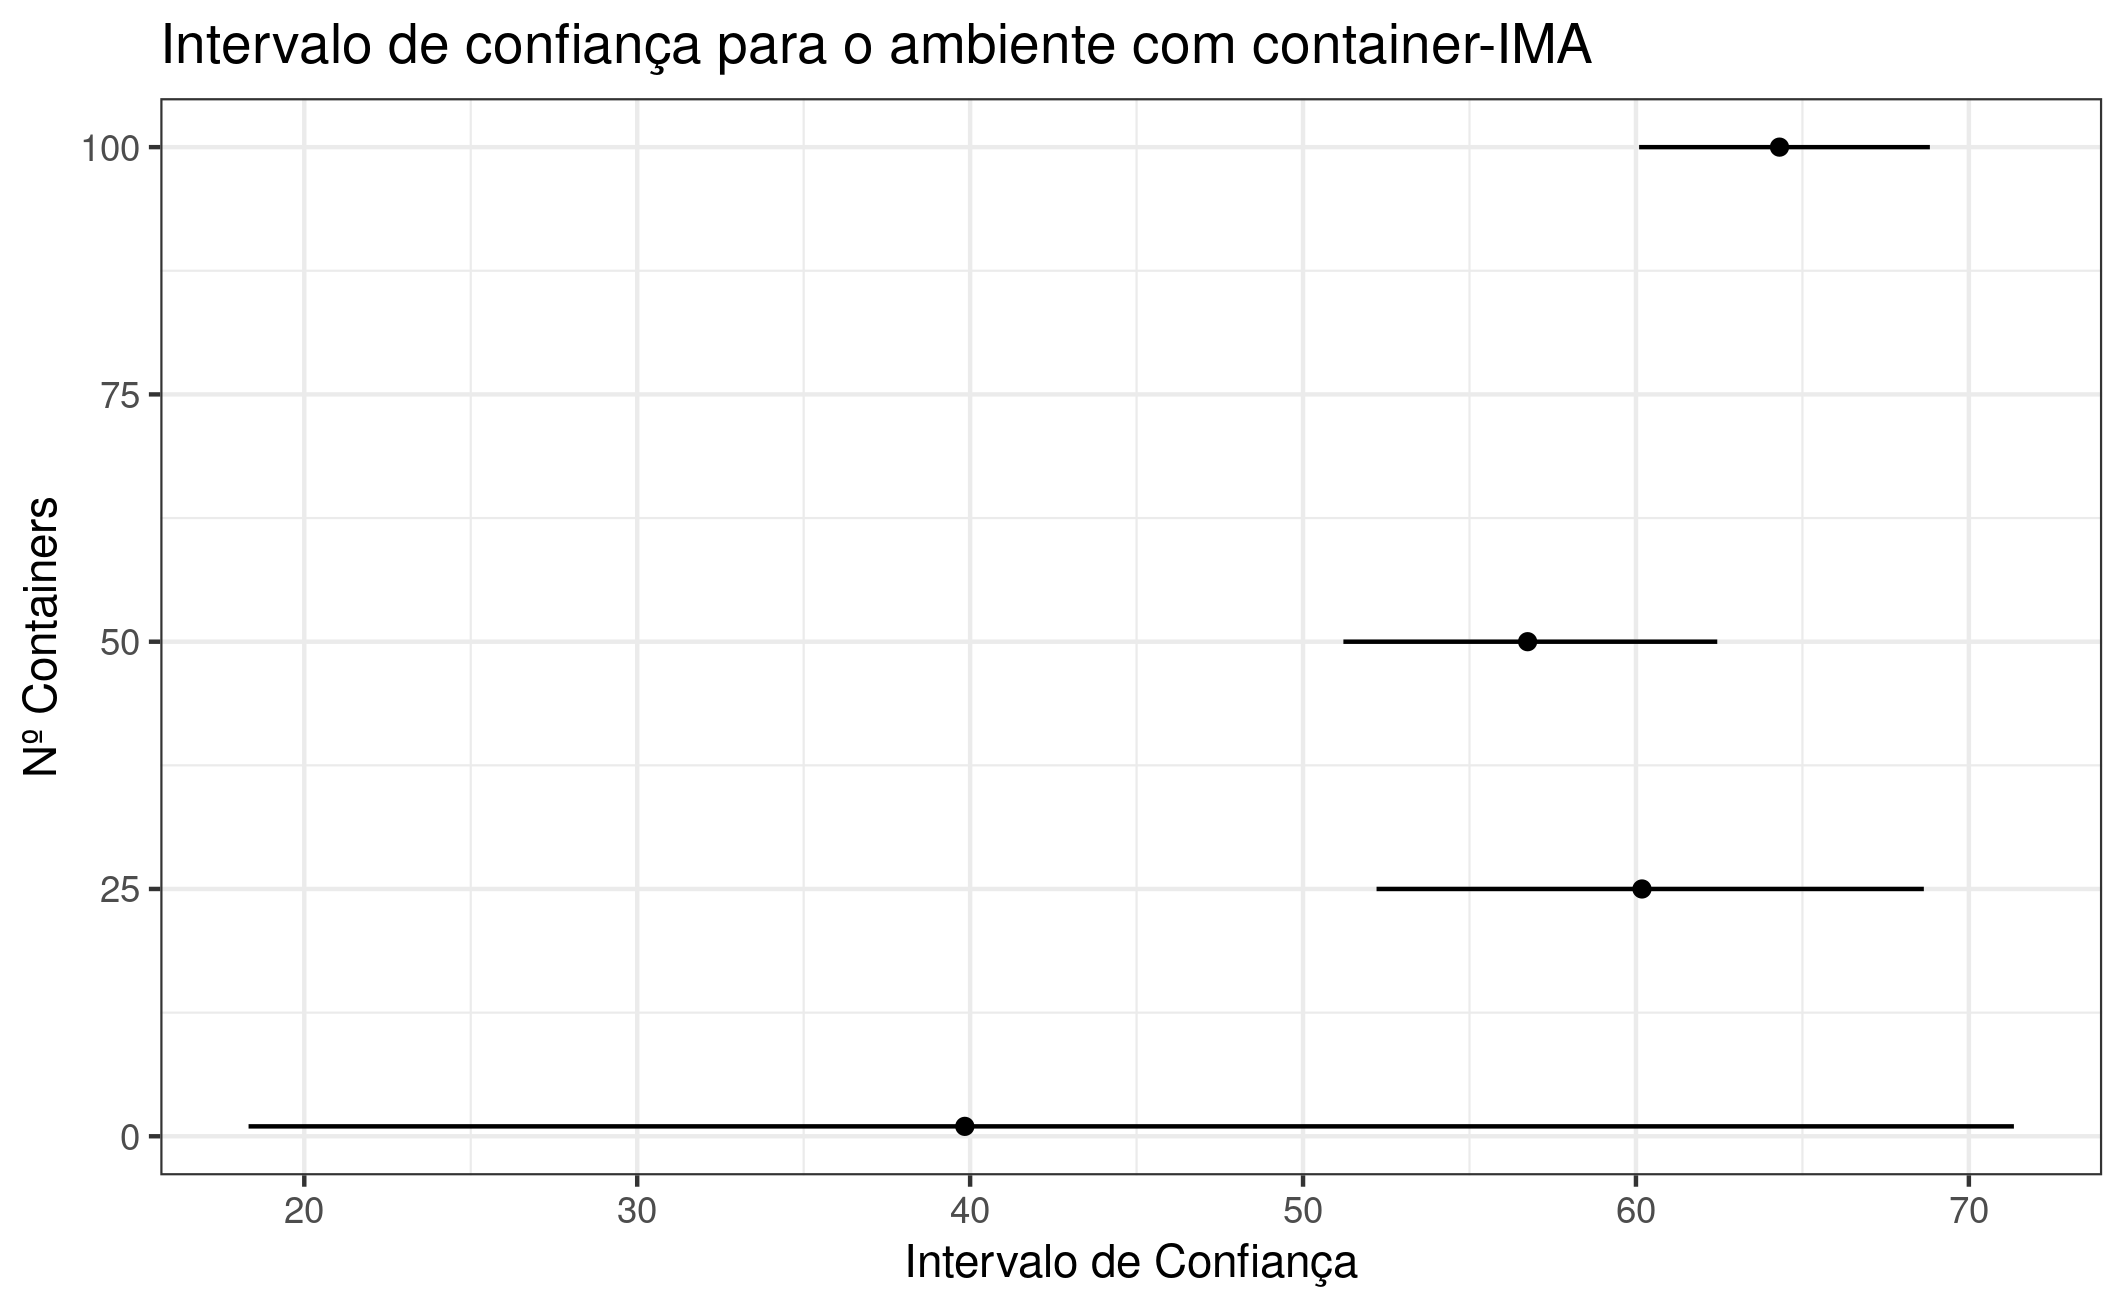 Intervalo de confiança para o ambiente com container-IMA
100
75
50
25
0
Nº Containers
20 30 40 50 60 70
Intervalo de Confiança